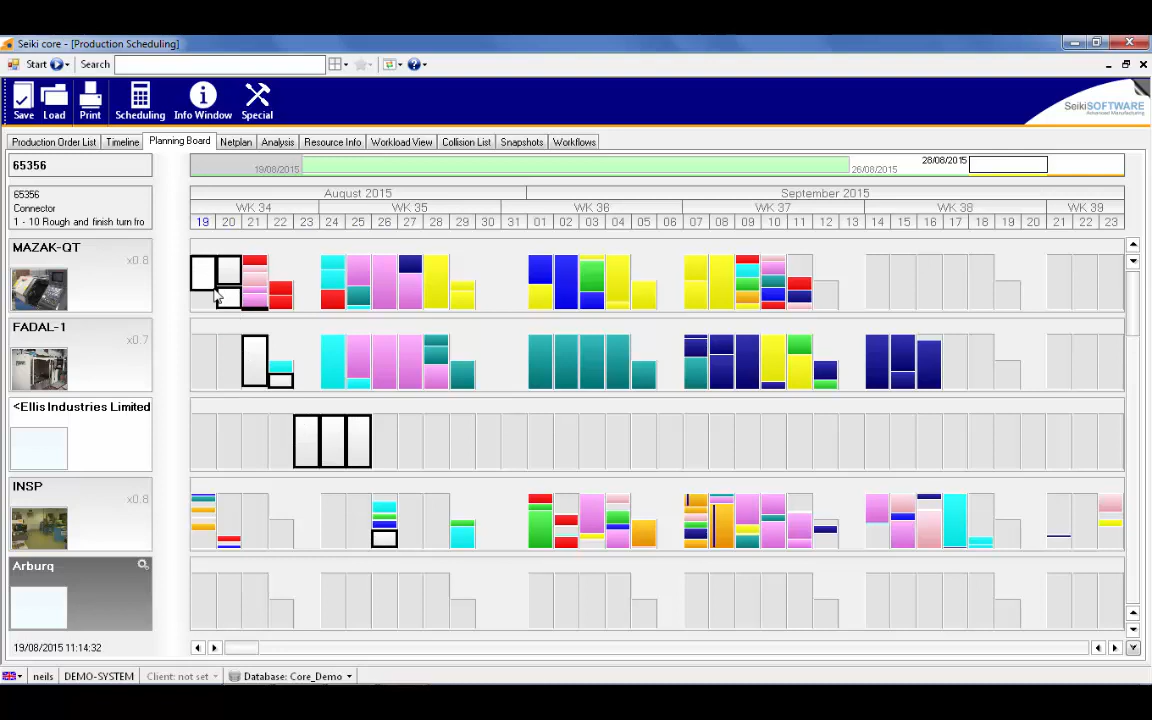 Seiki core - [Production Scheduling]
Start Search
Save Load Print Scheduling Info Window Special
SeikiSOFTWARE
Advanced Manufacturing
Production Order List Timeline Planning Board Netplan Analysis Resource Info Workload View Collision List Snapshots Workflows
65356
19/08/2015 26/08/2015 28/08/2015
65356
Connector
1 - 10 Rough and finish turn fro
August 2015 September 2015
WK 34 WK 35 WK 36 WK 37 WK 38 WK 39
19 20 21 22 23 24 25 26 27 28 29 30 31 01 02 03 04 05 06 07 08 09 10 11 12 13 14 15 16 17 18 19 20 21 22 23
MAZAK-QT
x0.8
FADAL-1
x0.7
<Ellis Industries Limited
INSP
x0.8
Arburq
19/08/2015 11:14:32
neils DEMO-SYSTEM Client: not set Database: Core_Demo